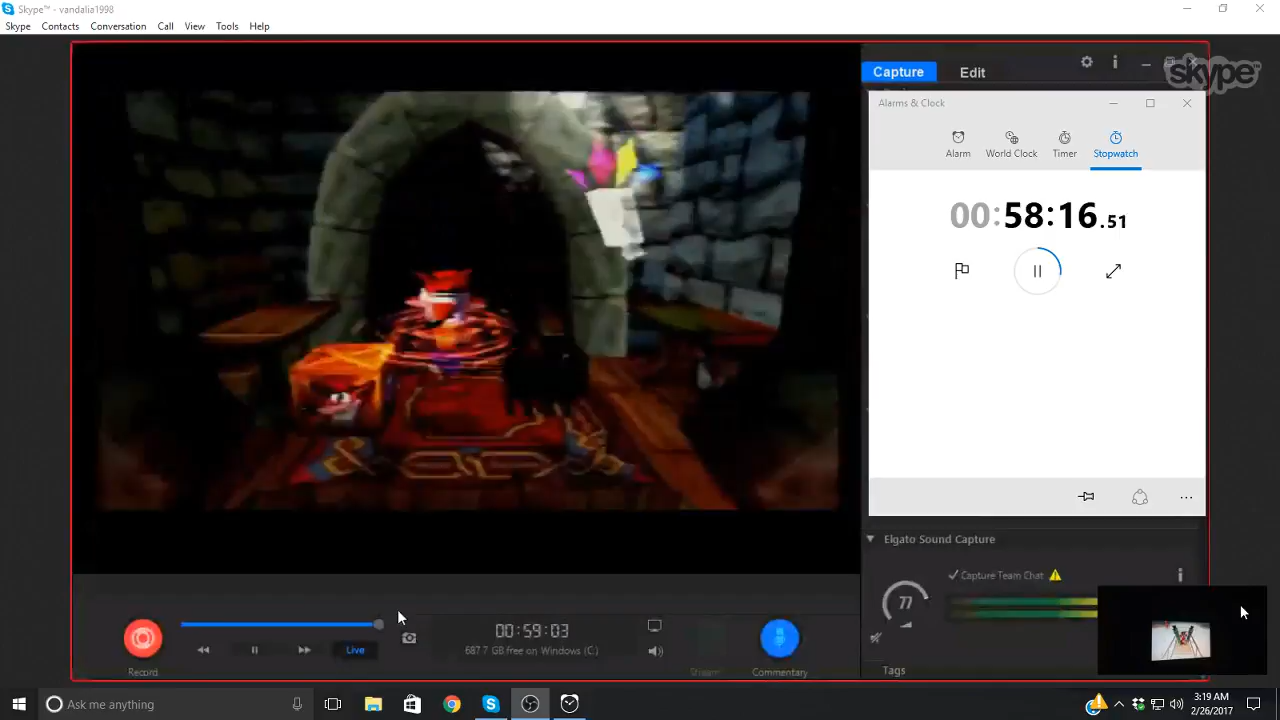 Skype™ - vandalia1998
Skype Contacts Conversation Call View Tools Help
Capture Edit
skype™
Alarms & Clock
Alarm World Clock Timer Stopwatch
00:58:16.51
Elgato Sound Capture
Capture Team Chat
77
00:59:03
687.7 GB free on Windows (C:)
Live
Record
Stream
Commentary
Tags
Ask me anything
3:19 AM
2/26/2017